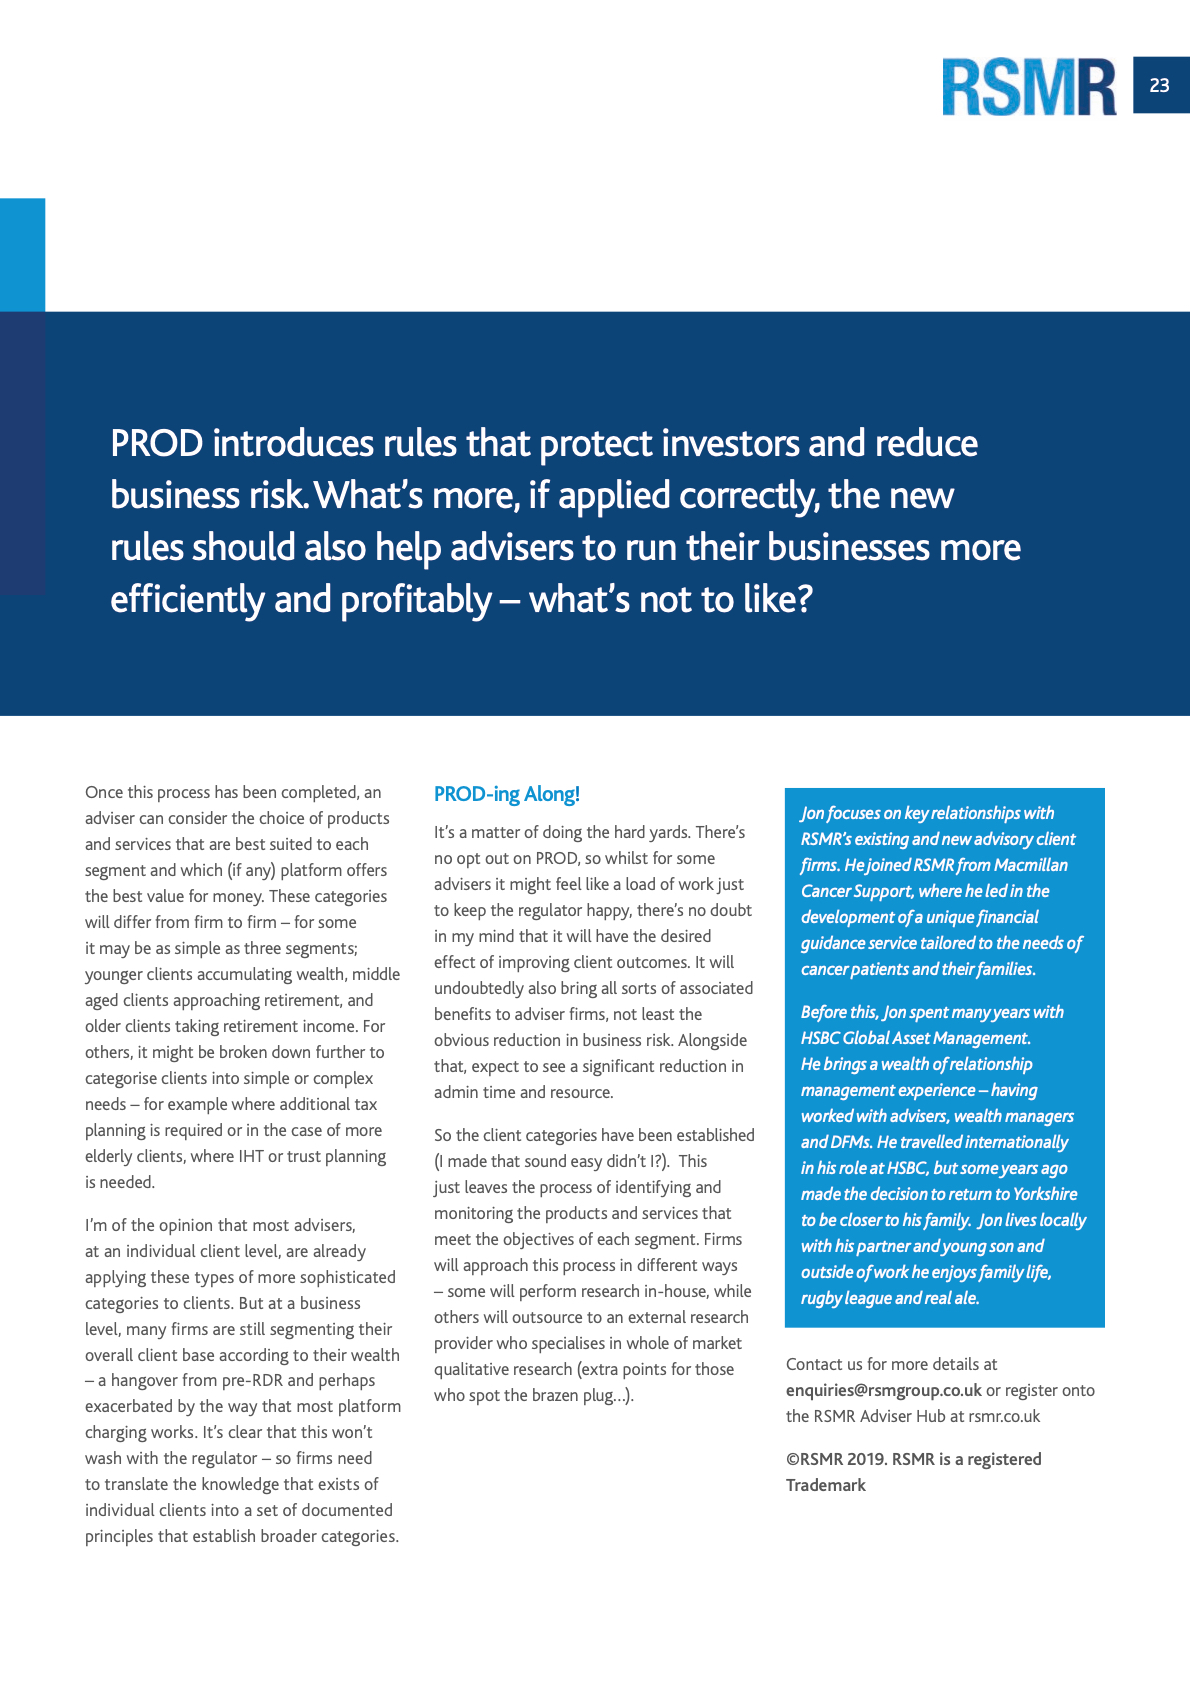 RSMR
23
PROD introduces rules that protect investors and reduce
business risk. What's more, if applied correctly, the new
rules should also help advisers to run their businesses more
efficiently and profitably – what's not to like?
Once this process has been completed, an
adviser can consider the choice of products
and services that are best suited to each
segment and which (if any) platform offers
the best value for money. These categories
will differ from firm to firm – for some
it may be as simple as three segments;
younger clients accumulating wealth, middle
aged clients approaching retirement, and
older clients taking retirement income. For
others, it might be broken down further to
categorise clients into simple or complex
needs – for example where additional tax
planning is required or in the case of more
elderly clients, where IHT or trust planning
is needed.
I'm of the opinion that most advisers,
at an individual client level, are already
applying these types of more sophisticated
categories to clients. But at a business
level, many firms are still segmenting their
overall client base according to their wealth
– a hangover from pre-RDR and perhaps
exacerbated by the way that most platform
charging works. It's clear that this won't
wash with the regulator – so firms need
to translate the knowledge that exists of
individual clients into a set of documented
principles that establish broader categories.
PROD-ing Along!
It's a matter of doing the hard yards. There's
no opt out on PROD, so whilst for some
advisers it might feel like a load of work just
to keep the regulator happy, there's no doubt
in my mind that it will have the desired
effect of improving client outcomes. It will
undoubtedly also bring all sorts of associated
benefits to adviser firms, not least the
obvious reduction in business risk. Alongside
that, expect to see a significant reduction in
admin time and resource.
So the client categories have been established
(I made that sound easy didn't I?). This
just leaves the process of identifying and
monitoring the products and services that
meet the objectives of each segment. Firms
will approach this process in different ways
– some will perform research in-house, while
others will outsource to an external research
provider who specialises in whole of market
qualitative research (extra points for those
who spot the brazen plug...).
Jon focuses on key relationships with
RSMR's existing and new advisory client
firms. He joined RSMR from Macmillan
Cancer Support, where he led in the
development of a unique financial
guidance service tailored to the needs of
cancer patients and their families.
Before this, Jon spent many years with
HSBC Global Asset Management.
He brings a wealth of relationship
management experience – having
worked with advisers, wealth managers
and DFMs. He travelled internationally
in his role at HSBC, but some years ago
made the decision to return to Yorkshire
to be closer to his family. Jon lives locally
with his partner and young son and
outside of work he enjoys family life,
rugby league and real ale.
Contact us for more details at
enquiries@rsmgroup.co.uk or register onto
the RSMR Adviser Hub at rsmr.co.uk
©RSMR 2019. RSMR is a registered
Trademark